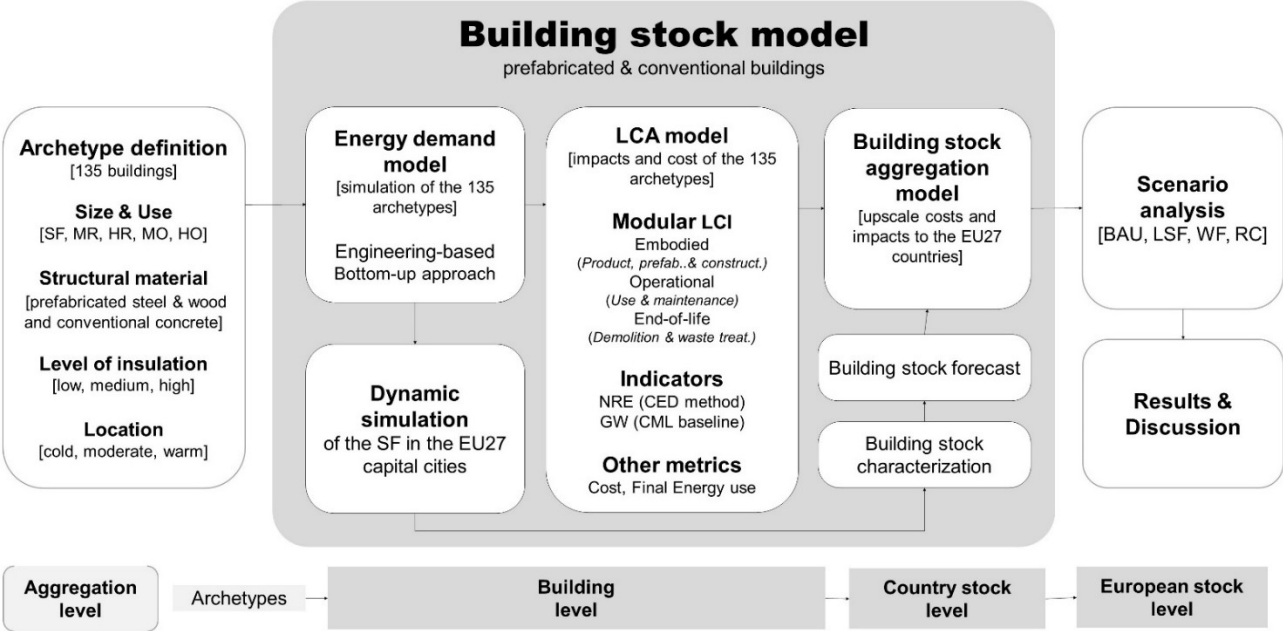 Building stock model
prefabricated & conventional buildings
Archetype definition
[135 buildings]
Size & Use
[SF, MR, HR, MO, HO]
Structural material
[prefabricated steel & wood
and conventional concrete]
Level of insulation
[low, medium, high]
Location
[cold, moderate, warm]
Energy demand
model
[simulation of the 135
archetypes]
Engineering-based
Bottom-up approach
Dynamic
simulation
of the SF in the EU27
capital cities
LCA model
[impacts and cost of the 135
archetypes]
Modular LCI
Embodied
(Product, prefab..& construct.)
Operational
(Use & maintenance)
End-of-life
(Demolition & waste treat.)
Indicators
NRE (CED method)
GW (CML baseline)
Other metrics
Cost, Final Energy use
Building stock
aggregation
model
[upscale costs and
impacts to the EU27
countries]
Building stock forecast
Building stock
characterization
Scenario
analysis
[BAU, LSF, WF, RC]
Results &
Discussion
Aggregation
level
Archetypes
Building
level
Country stock
level
European stock
level